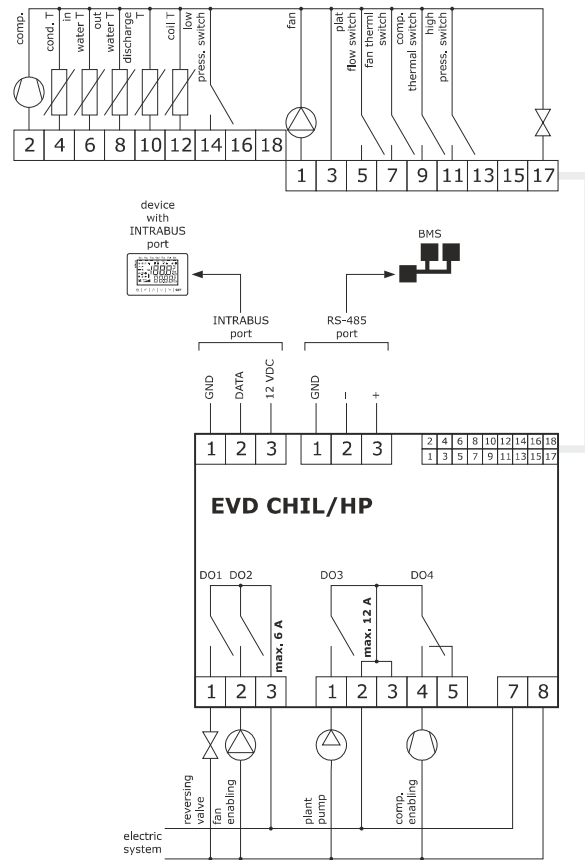 comp.
cond. T
in
water T
out
water T
discharge
T
coil T
low
press. switch
fan
plat
flow switch
fan therml
switch
comp.
thermal switch
high
press. switch
2 4 6 8 10 12 14 16 18
1 3 5 7 9 11 13 15 17
device
with
INTRABUS
port
BMS
INTRABUS
port
RS-485
port
GND
DATA
12 VDC
GND
–
+
1 2 3
1 2 3
2 4 6 8 10 12 14 16 18
1 3 5 7 9 11 13 15 17
EVD CHIL/HP
DO1 DO2
DO3
DO4
max. 6 A
max. 12 A
1 2 3
1 2 3 4 5
7 8
reversing
valve
fan
enabling
plant
pump
comp.
enabling
electric
system